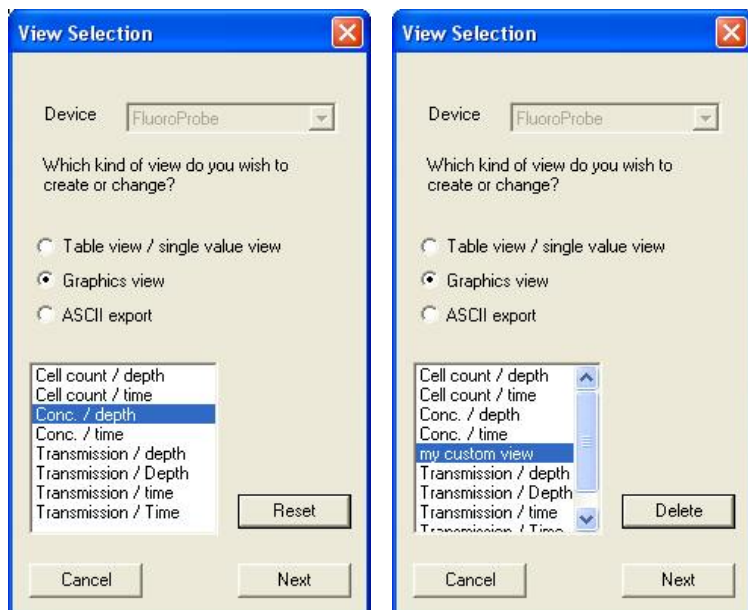 View Selection
Device FluoroProbe
Which kind of view do you wish to
create or change?
Table view / single value view
Graphics view
ASCII export
Cell count / depth
Cell count / time
Conc. / depth
Conc. / time
Transmission / depth
Transmission / Depth
Transmission / time
Transmission / Time
Reset
Cancel Next
View Selection
Device FluoroProbe
Which kind of view do you wish to
create or change?
Table view / single value view
Graphics view
ASCII export
Cell count / depth
Cell count / time
Conc. / depth
Conc. / time
my custom view
Transmission / depth
Transmission / Depth
Transmission / time
Transmission / Time
Delete
Cancel Next